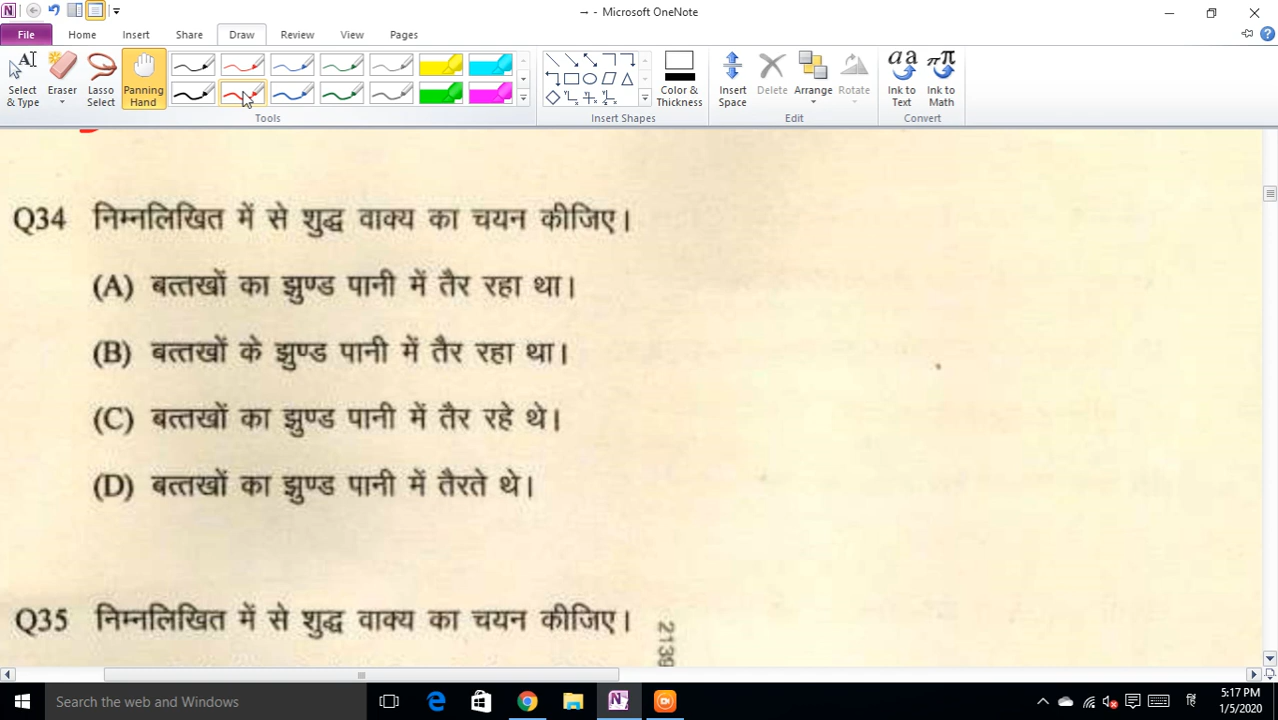 → - Microsoft OneNote
File Home Insert Share Draw Review View Pages
Select & Type
Eraser
Lasso Select
Panning Hand
Color & Thickness
Insert Space
Delete
Arrange
Rotate
Ink to Text
Ink to Math
Tools
Insert Shapes
Edit
Convert
Q34 निम्नलिखित में से शुद्ध वाक्य का चयन कीजिए।
(A) बत्तखों का झुण्ड पानी में तैर रहा था।
(B) बत्तखों के झुण्ड पानी में तैर रहा था।
(C) बत्तखों का झुण्ड पानी में तैर रहे थे।
(D) बत्तखों का झुण्ड पानी में तैरते थे।
Q35 निम्नलिखित में से शुद्ध वाक्य का चयन कीजिए।
2139
Search the web and Windows
हि
5:17 PM
1/5/2020